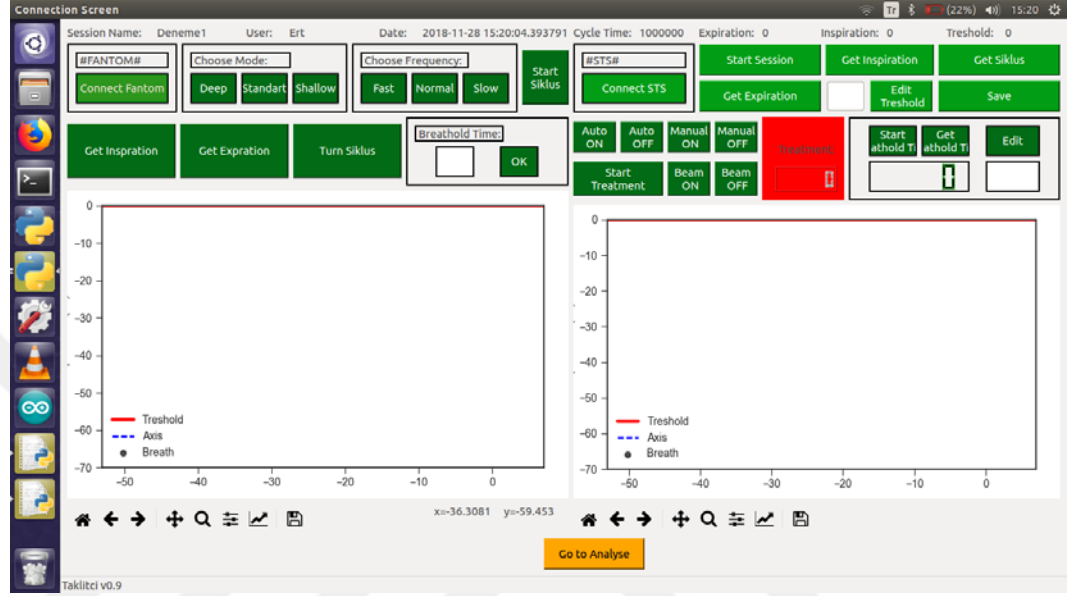 Connection Screen
Tr (22%) 15:20
Session Name: Deneme1 User: Ert Date: 2018-11-28 15:20:04.393791 Cycle Time: 1000000 Expiration: 0 Inspiration: 0 Treshold: 0
#FANTOM#
Connect Fantom
Choose Mode:
Deep Standart Shallow
Choose Frequency:
Fast Normal Slow
Start
Siklus
#STS#
Connect STS
Start Session Get Inspiration Get Siklus
Get Expiration
Edit
Treshold
Save
Get Inspration Get Expration Turn Siklus
Breathold Time:
OK
Auto
ON
Auto
OFF
Manual
ON
Manual
OFF
Start
Treatment
Beam
ON
Beam
OFF
Treatment
Start
athold Ti
Get
athold Ti
Edit
0
−10
−20
−30
−40
−50
−60
−70
Treshold
Axis
Breath
−50 −40 −30 −20 −10 0
0
−10
−20
−30
−40
−50
−60
−70
Treshold
Axis
Breath
−50 −40 −30 −20 −10 0
x=-36.3081 y=-59.453
Go to Analyse
Taklitci v0.9